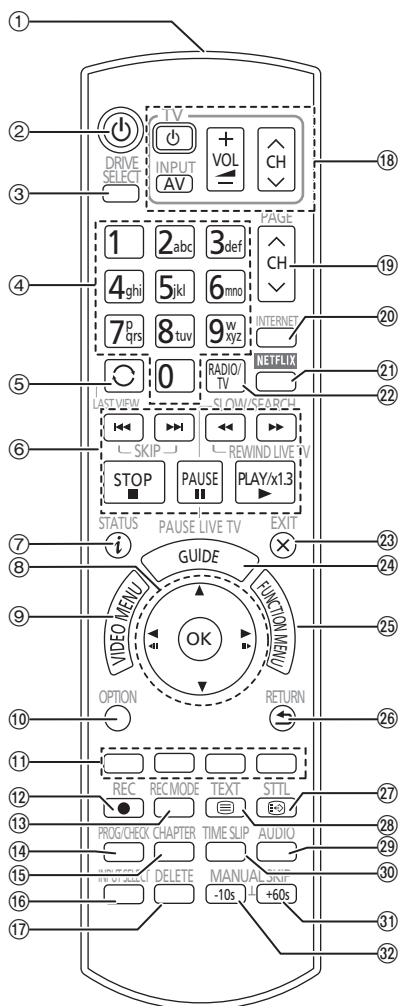 ①
②
TV
DRIVE
SELECT
INPUT
AV
+
VOL
−
CH
⑱
③
PAGE
CH
⑲
④
1 2abc 3def
4ghi 5jkl 6mno
7pqrs 8tuv 9wxyz
INTERNET
⑳
⑤
0
RADIO/
TV
NETFLIX
㉑
㉒
LAST VIEW
SLOW/SEARCH
⑥
SKIP
REWIND LIVE TV
STOP
PAUSE
PLAY/x1.3
STATUS
PAUSE LIVE TV
EXIT
⑦
i
GUIDE
㉓
⑧
㉔
⑨
VIDEO MENU
OK
FUNCTION MENU
㉕
OPTION
RETURN
⑩
㉖
⑪
REC
REC MODE
TEXT
STTL
⑫
㉗
⑬
㉘
PROG/CHECK
CHAPTER
TIME SLIP
AUDIO
⑭
㉙
⑮
㉚
INPUT SELECT
DELETE
MANUAL SKIP
⑯
-10s
+60s
㉛
⑰
㉜